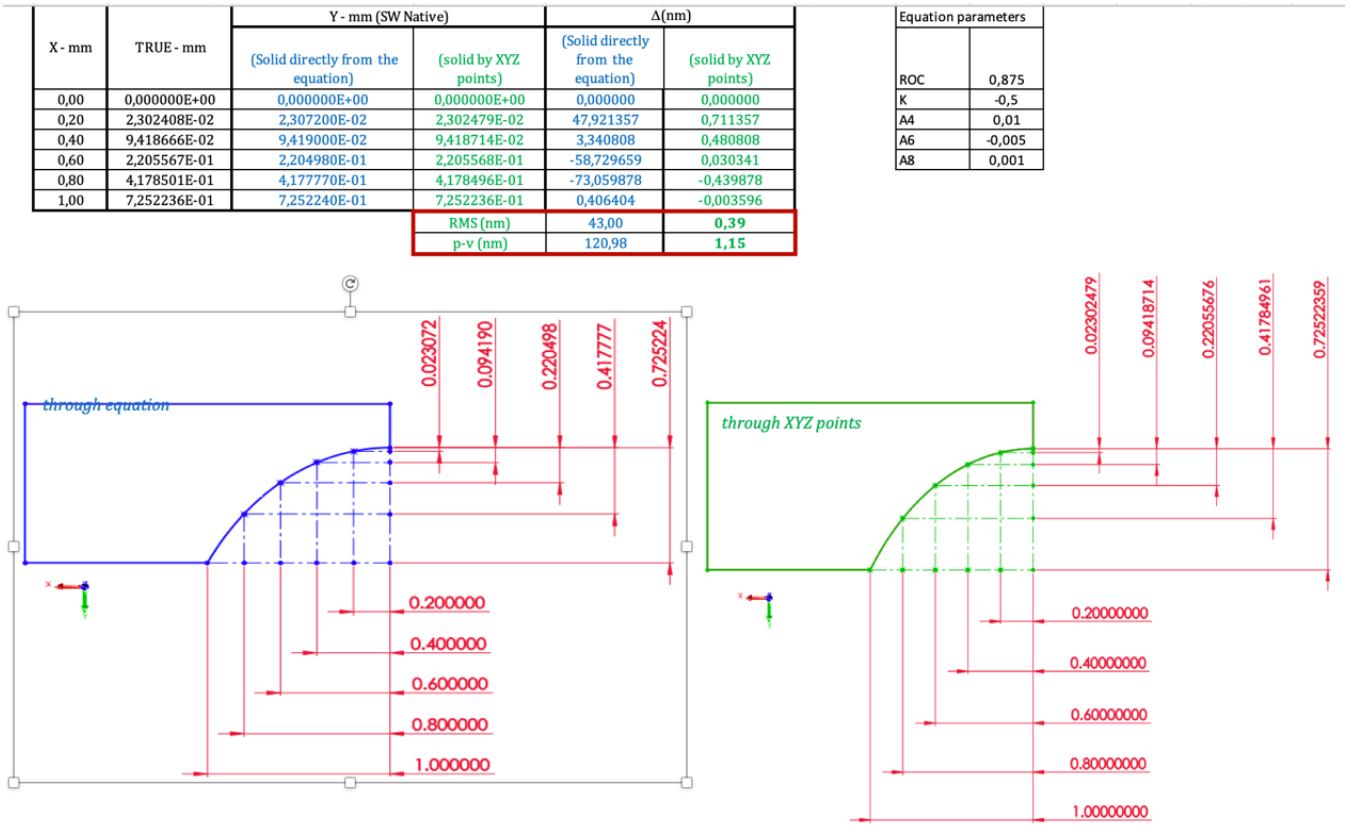 Y - mm (SW Native) Δ(nm)
X - mm TRUE - mm (Solid directly from the equation) (solid by XYZ points) (Solid directly from the equation) (solid by XYZ points)
0,00 0,000000E+00 0,000000E+00 0,000000E+00 0,000000 0,000000
0,20 2,302408E-02 2,307200E-02 2,302479E-02 47,921357 0,711357
0,40 9,418666E-02 9,419000E-02 9,418714E-02 3,340808 0,480808
0,60 2,205567E-01 2,204980E-01 2,205568E-01 -58,729659 0,030341
0,80 4,178501E-01 4,177770E-01 4,178496E-01 -73,059878 -0,439878
1,00 7,252236E-01 7,252240E-01 7,252236E-01 0,406404 -0,003596
RMS (nm) 43,00 0,39
p-v (nm) 120,98 1,15
Equation parameters
ROC 0,875
K -0,5
A4 0,01
A6 -0,005
A8 0,001
through equation
0.023072
0.094190
0.220498
0.417777
0.725224
X
Y
0.200000
0.400000
0.600000
0.800000
1.000000
through XYZ points
0.02302479
0.09418714
0.22055676
0.41784961
0.72522359
X
Y
0.20000000
0.40000000
0.60000000
0.80000000
1.00000000